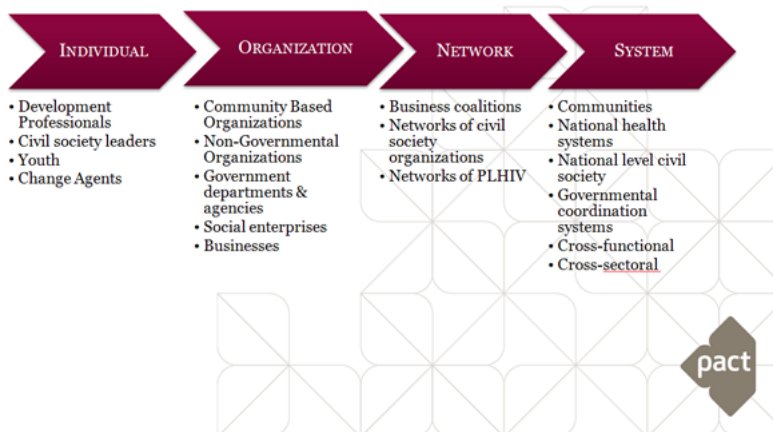 INDIVIDUAL
ORGANIZATION
NETWORK
SYSTEM
• Development
Professionals
• Civil society leaders
• Youth
• Change Agents
• Community Based
Organizations
• Non-Governmental
Organizations
• Government
departments &
agencies
• Social enterprises
• Businesses
• Business coalitions
• Networks of civil
society
organizations
• Networks of PLHIV
• Communities
• National health
systems
• National level civil
society
• Governmental
coordination
systems
• Cross-functional
• Cross-sectoral
pact